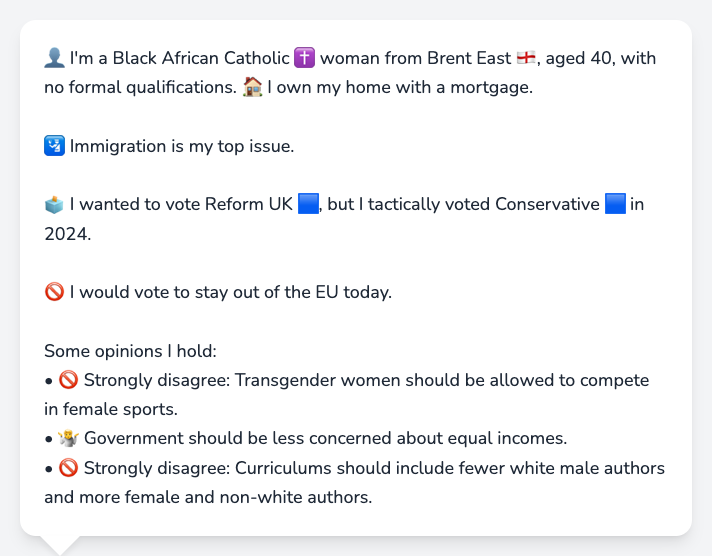 👤 I'm a Black African Catholic ✝️ woman from Brent East 🏴󠁧󠁢󠁥󠁮󠁧󠁿, aged 40, with
no formal qualifications. 🏠 I own my home with a mortgage.
🛂 Immigration is my top issue.
🗳️ I wanted to vote Reform UK 🟦, but I tactically voted Conservative 🟦 in
2024.
🚫 I would vote to stay out of the EU today.
Some opinions I hold:
• 🚫 Strongly disagree: Transgender women should be allowed to compete
in female sports.
• 🤷 Government should be less concerned about equal incomes.
• 🚫 Strongly disagree: Curriculums should include fewer white male authors
and more female and non-white authors.